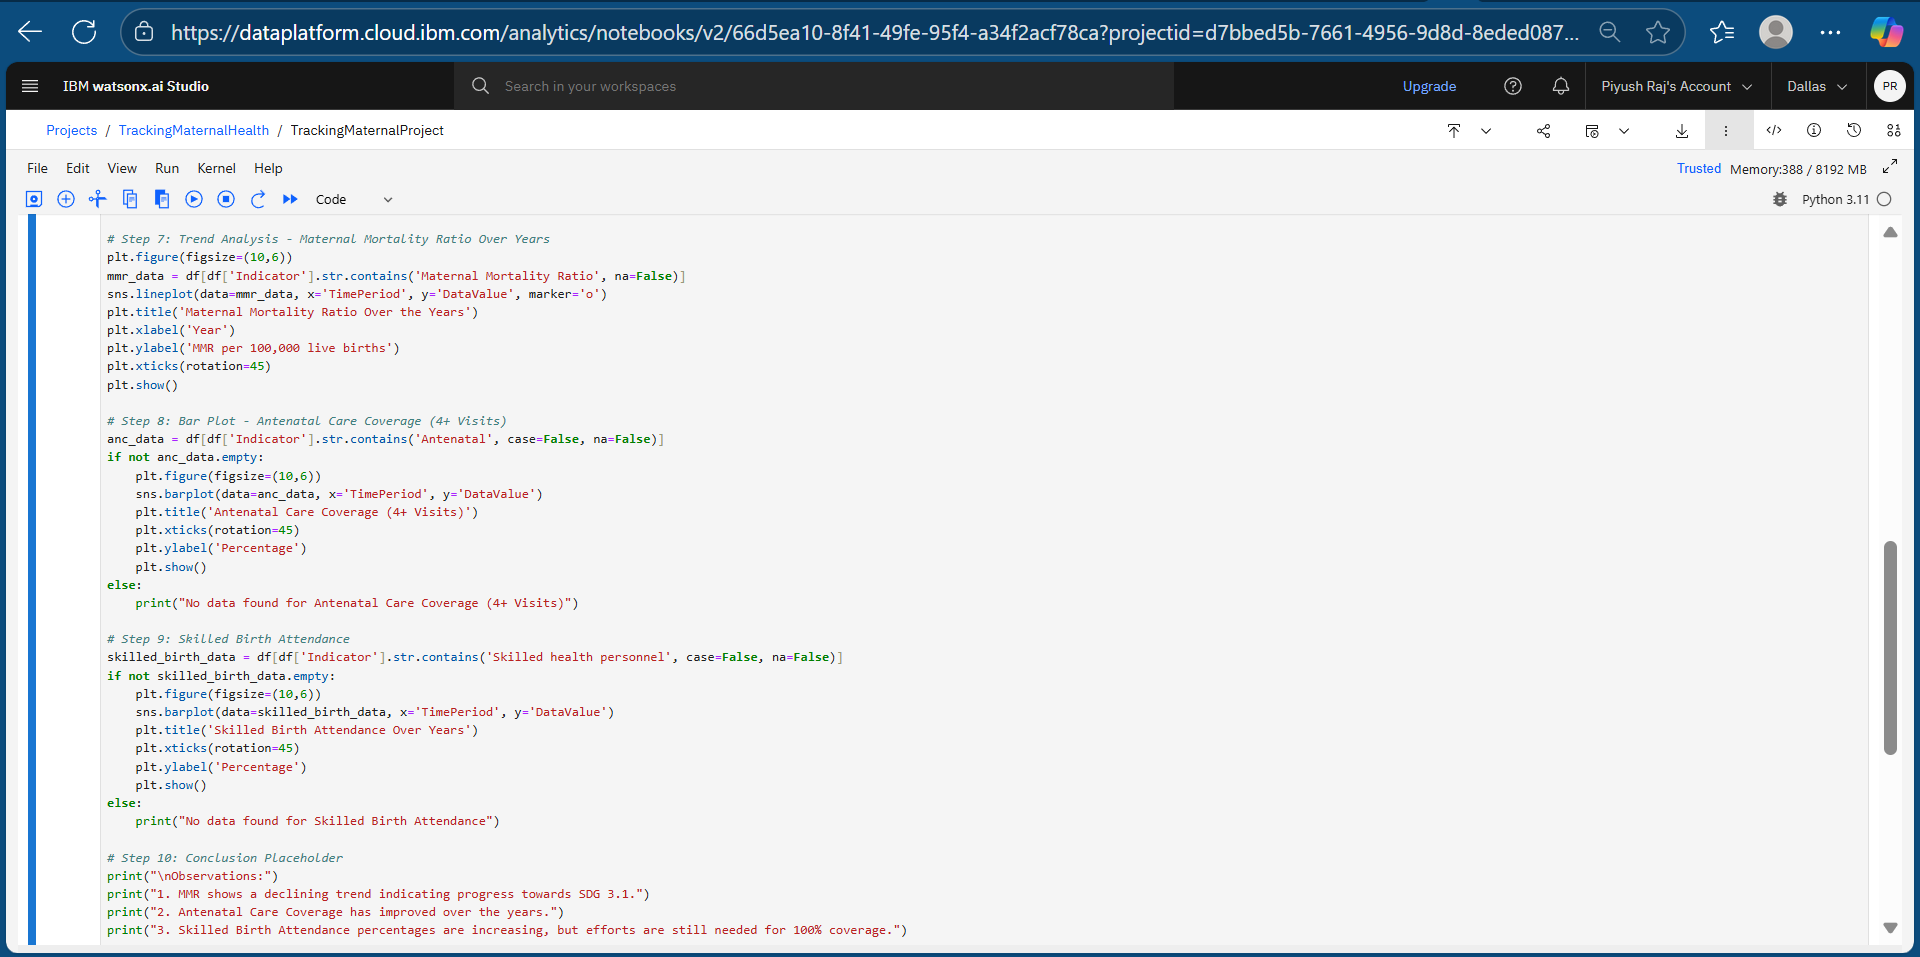 https://dataplatform.cloud.ibm.com/analytics/notebooks/v2/66d5ea10-8f41-49fe-95f4-a34f2acf78ca?projectid=d7bbed5b-7661-4956-9d8d-8eded087...
IBM watsonx.ai Studio
Search in your workspaces
Upgrade
Piyush Raj's Account
Dallas
PR
Projects / TrackingMaternalHealth / TrackingMaternalProject
File Edit View Run Kernel Help
Trusted Memory:388 / 8192 MB
Code
Python 3.11
# Step 7: Trend Analysis - Maternal Mortality Ratio Over Years
plt.figure(figsize=(10,6))
mmr_data = df[df['Indicator'].str.contains('Maternal Mortality Ratio', na=False)]
sns.lineplot(data=mmr_data, x='TimePeriod', y='DataValue', marker='o')
plt.title('Maternal Mortality Ratio Over the Years')
plt.xlabel('Year')
plt.ylabel('MMR per 100,000 live births')
plt.xticks(rotation=45)
plt.show()
# Step 8: Bar Plot - Antenatal Care Coverage (4+ Visits)
anc_data = df[df['Indicator'].str.contains('Antenatal', case=False, na=False)]
if not anc_data.empty:
    plt.figure(figsize=(10,6))
    sns.barplot(data=anc_data, x='TimePeriod', y='DataValue')
    plt.title('Antenatal Care Coverage (4+ Visits)')
    plt.xticks(rotation=45)
    plt.ylabel('Percentage')
    plt.show()
else:
    print("No data found for Antenatal Care Coverage (4+ Visits)")
# Step 9: Skilled Birth Attendance
skilled_birth_data = df[df['Indicator'].str.contains('Skilled health personnel', case=False, na=False)]
if not skilled_birth_data.empty:
    plt.figure(figsize=(10,6))
    sns.barplot(data=skilled_birth_data, x='TimePeriod', y='DataValue')
    plt.title('Skilled Birth Attendance Over Years')
    plt.xticks(rotation=45)
    plt.ylabel('Percentage')
    plt.show()
else:
    print("No data found for Skilled Birth Attendance")
# Step 10: Conclusion Placeholder
print("\nObservations:")
print("1. MMR shows a declining trend indicating progress towards SDG 3.1.")
print("2. Antenatal Care Coverage has improved over the years.")
print("3. Skilled Birth Attendance percentages are increasing, but efforts are still needed for 100% coverage.")